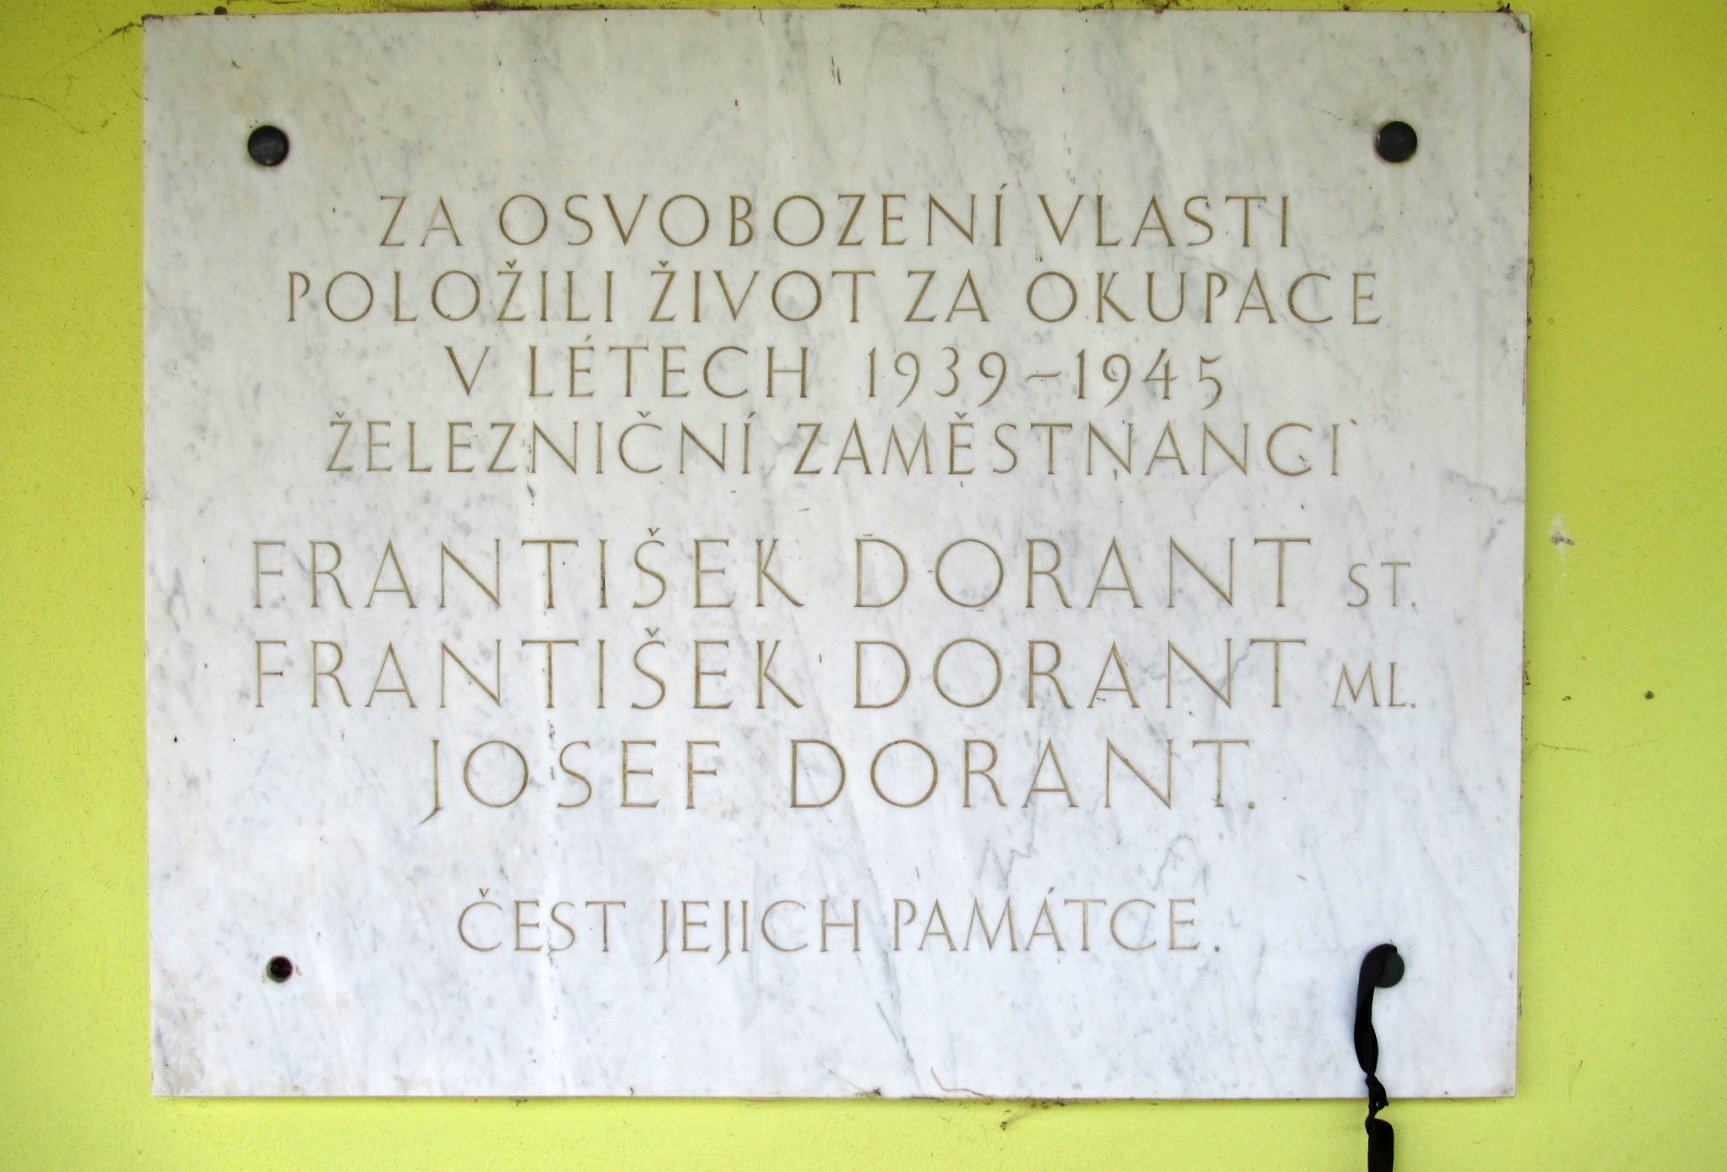 ZA OSVOBOZENÍ VLASTI
POLOŽILI ŽIVOT ZA OKUPACE
V LÉTECH 1939-1945
ŽELEZNIČNÍ ZAMĚSTNANCI
FRANTIŠEK DORANT ST.
FRANTIŠEK DORANT ML.
JOSEF DORANT.
ČEST JEJICH PAMÁTCE.